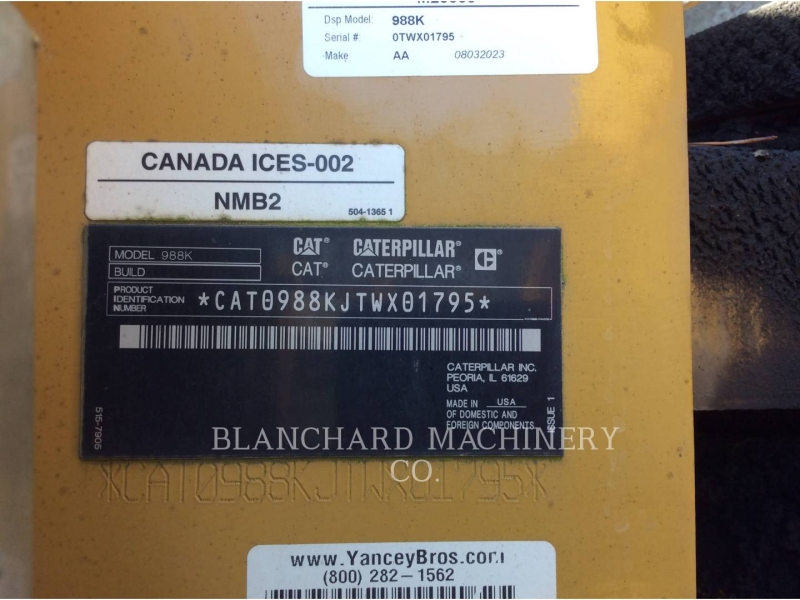 Dsp Model: 988K
Serial #: 0TWX01795
Make AA 08032023
CANADA ICES-002
NMB2
504-1365 1
MODEL 988K
BUILD
CAT® CATERPILLAR® C
CAT® CATERPILLAR®
PRODUCT
IDENTIFICATION
NUMBER
*CAT0988KJTWX01795*
CATERPILLAR INC.
PEORIA, IL 61629
USA
MADE IN USA
OF DOMESTIC AND
FOREIGN COMPONENTS
ISSUE 1
515-7905
BLANCHARD MACHINERY
CO.
*CAT0988KJTWX01795*
www.YanceyBros.com
(800) 282-1562